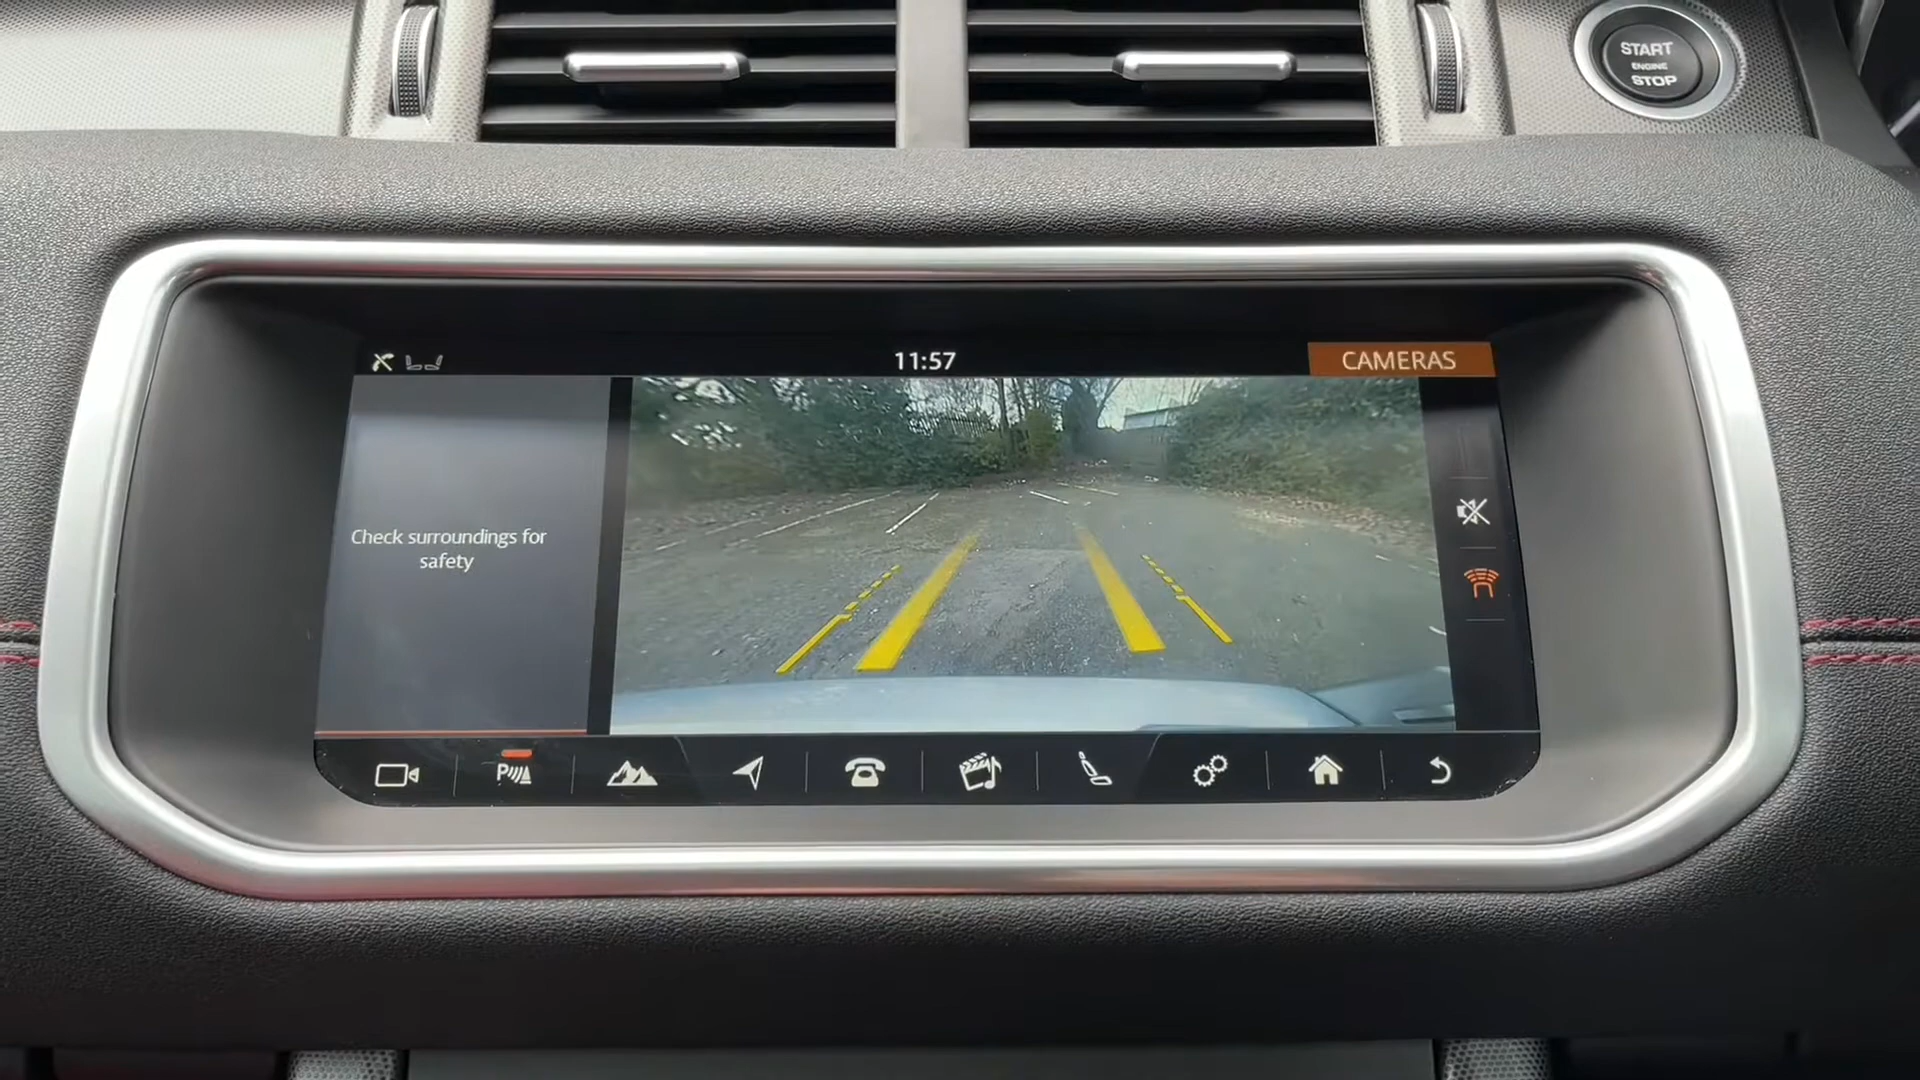 START
ENGINE
STOP
11:57
CAMERAS
Check surroundings for
safety
P